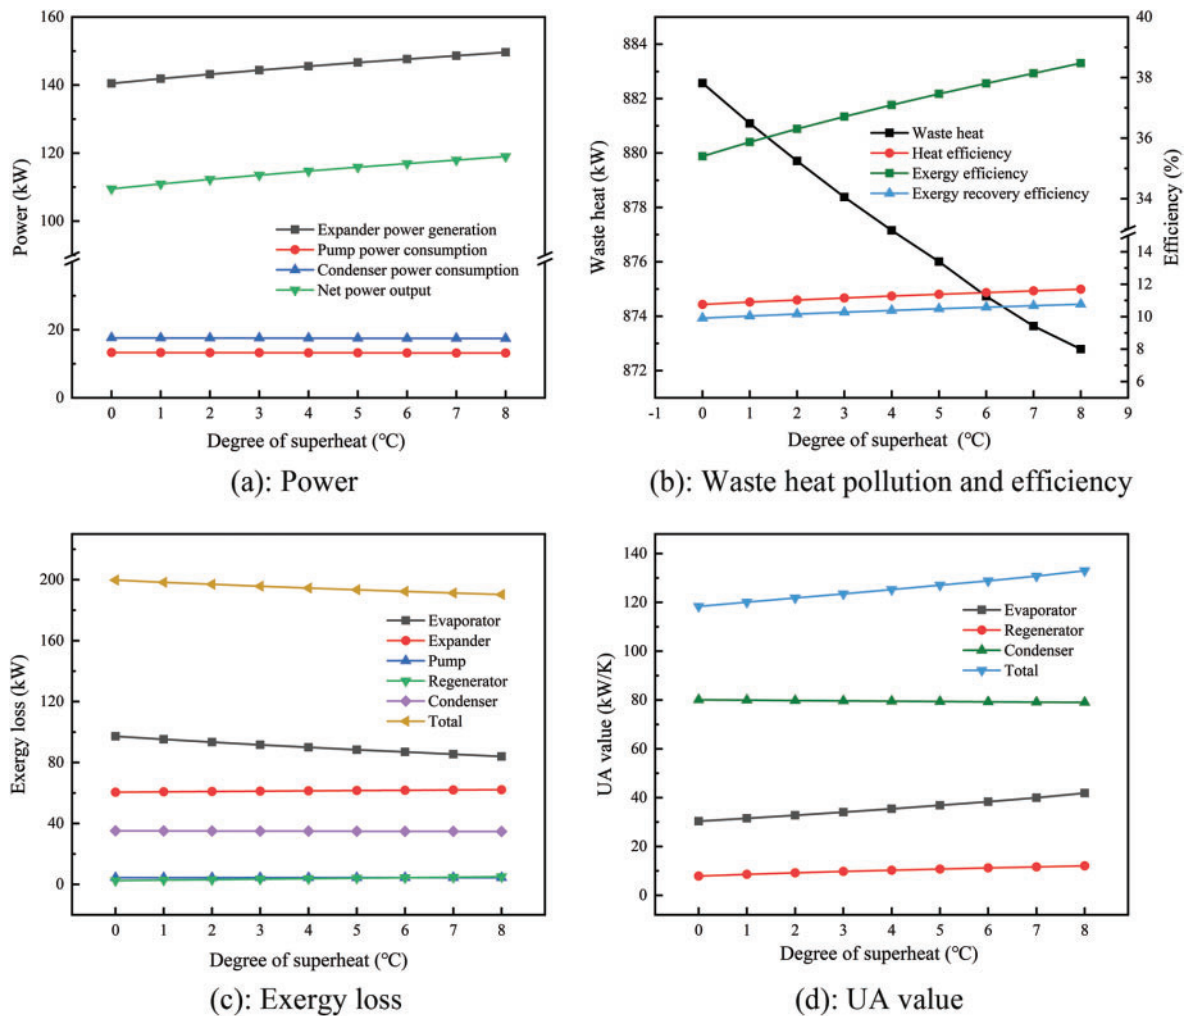 160
140
120
100
20
0
Power (kW)
Expander power generation
Pump power consumption
Condenser power consumption
Net power output
0 1 2 3 4 5 6 7 8
Degree of superheat (℃)
(a): Power
884
882
880
878
876
874
872
Waste heat (kW)
40
38
36
34
14
12
10
8
6
Efficiency (%)
Waste heat
Heat efficiency
Exergy efficiency
Exergy recovery efficiency
-1 0 1 2 3 4 5 6 7 8 9
Degree of superheat (℃)
(b): Waste heat pollution and efficiency
200
160
120
80
40
0
Exergy loss (kW)
Evaporator
Expander
Pump
Regenerator
Condenser
Total
0 1 2 3 4 5 6 7 8
Degree of superheat (℃)
(c): Exergy loss
140
120
100
80
60
40
20
0
UA value (kW/K)
Evaporator
Regenerator
Condenser
Total
0 1 2 3 4 5 6 7 8
Degree of superheat (℃)
(d): UA value